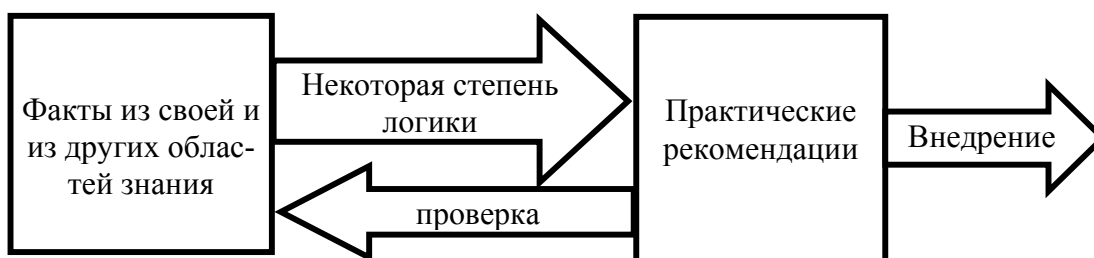 Факты из своей и
из других облас-
тей знания
Некоторая степень
логики
проверка
Практические
рекомендации
Внедрение